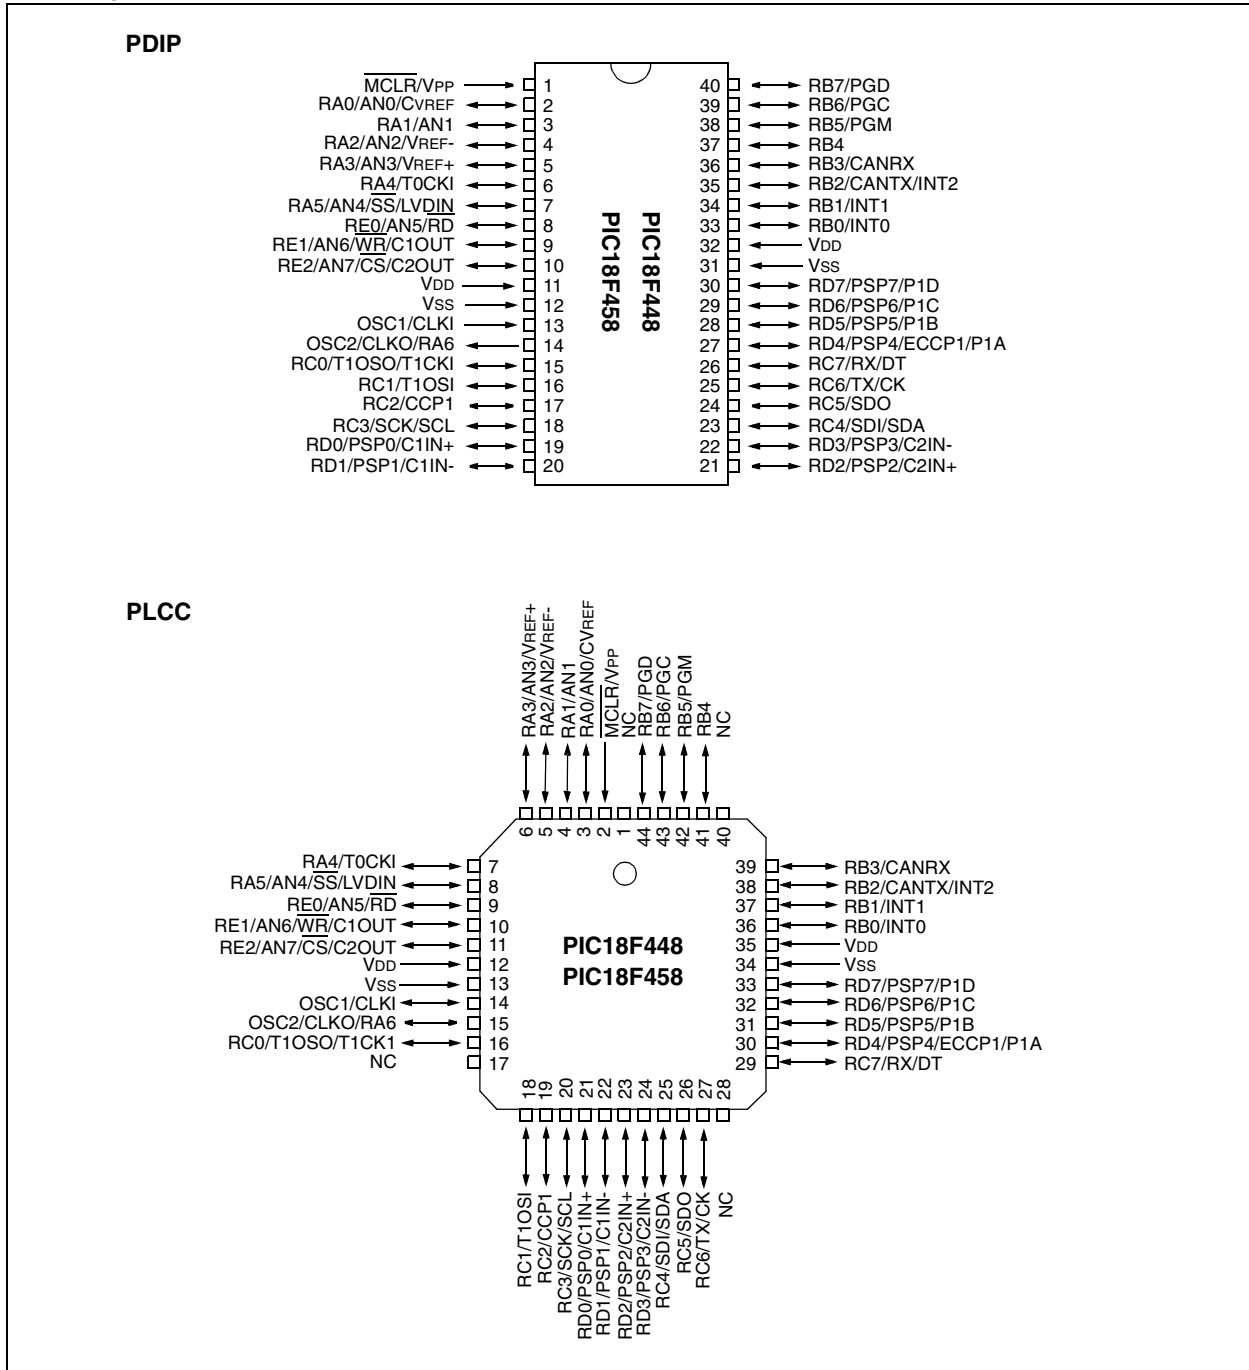 PDIP
MCLR/VPP 1
RA0/AN0/CVREF 2
RA1/AN1 3
RA2/AN2/VREF- 4
RA3/AN3/VREF+ 5
RA4/T0CKI 6
RA5/AN4/SS/LVDIN 7
RE0/AN5/RD 8
RE1/AN6/WR/C1OUT 9
RE2/AN7/CS/C2OUT 10
VDD 11
VSS 12
OSC1/CLKI 13
OSC2/CLKO/RA6 14
RC0/T1OSO/T1CKI 15
RC1/T1OSI 16
RC2/CCP1 17
RC3/SCK/SCL 18
RD0/PSP0/C1IN+ 19
RD1/PSP1/C1IN- 20
PIC18F448
PIC18F458
40 RB7/PGD
39 RB6/PGC
38 RB5/PGM
37 RB4
36 RB3/CANRX
35 RB2/CANTX/INT2
34 RB1/INT1
33 RB0/INT0
32 VDD
31 VSS
30 RD7/PSP7/P1D
29 RD6/PSP6/P1C
28 RD5/PSP5/P1B
27 RD4/PSP4/ECCP1/P1A
26 RC7/RX/DT
25 RC6/TX/CK
24 RC5/SDO
23 RC4/SDI/SDA
22 RD3/PSP3/C2IN-
21 RD2/PSP2/C2IN+
PLCC
RA3/AN3/VREF+ 6
RA2/AN2/VREF- 5
RA1/AN1 4
RA0/AN0/CVREF 3
MCLR/VPP 2
NC 1
RB7/PGD 44
RB6/PGC 43
RB5/PGM 42
RB4 41
NC 40
RA4/T0CKI 7
RA5/AN4/SS/LVDIN 8
RE0/AN5/RD 9
RE1/AN6/WR/C1OUT 10
RE2/AN7/CS/C2OUT 11
VDD 12
VSS 13
OSC1/CLKI 14
OSC2/CLKO/RA6 15
RC0/T1OSO/T1CK1 16
NC 17
PIC18F448
PIC18F458
39 RB3/CANRX
38 RB2/CANTX/INT2
37 RB1/INT1
36 RB0/INT0
35 VDD
34 VSS
33 RD7/PSP7/P1D
32 RD6/PSP6/P1C
31 RD5/PSP5/P1B
30 RD4/PSP4/ECCP1/P1A
29 RC7/RX/DT
18 RC1/T1OSI
19 RC2/CCP1
20 RC3/SCK/SCL
21 RD0/PSP0/C1IN+
22 RD1/PSP1/C1IN-
23 RD2/PSP2/C2IN+
24 RD3/PSP3/C2IN-
25 RC4/SDI/SDA
26 RC5/SDO
27 RC6/TX/CK
28 NC